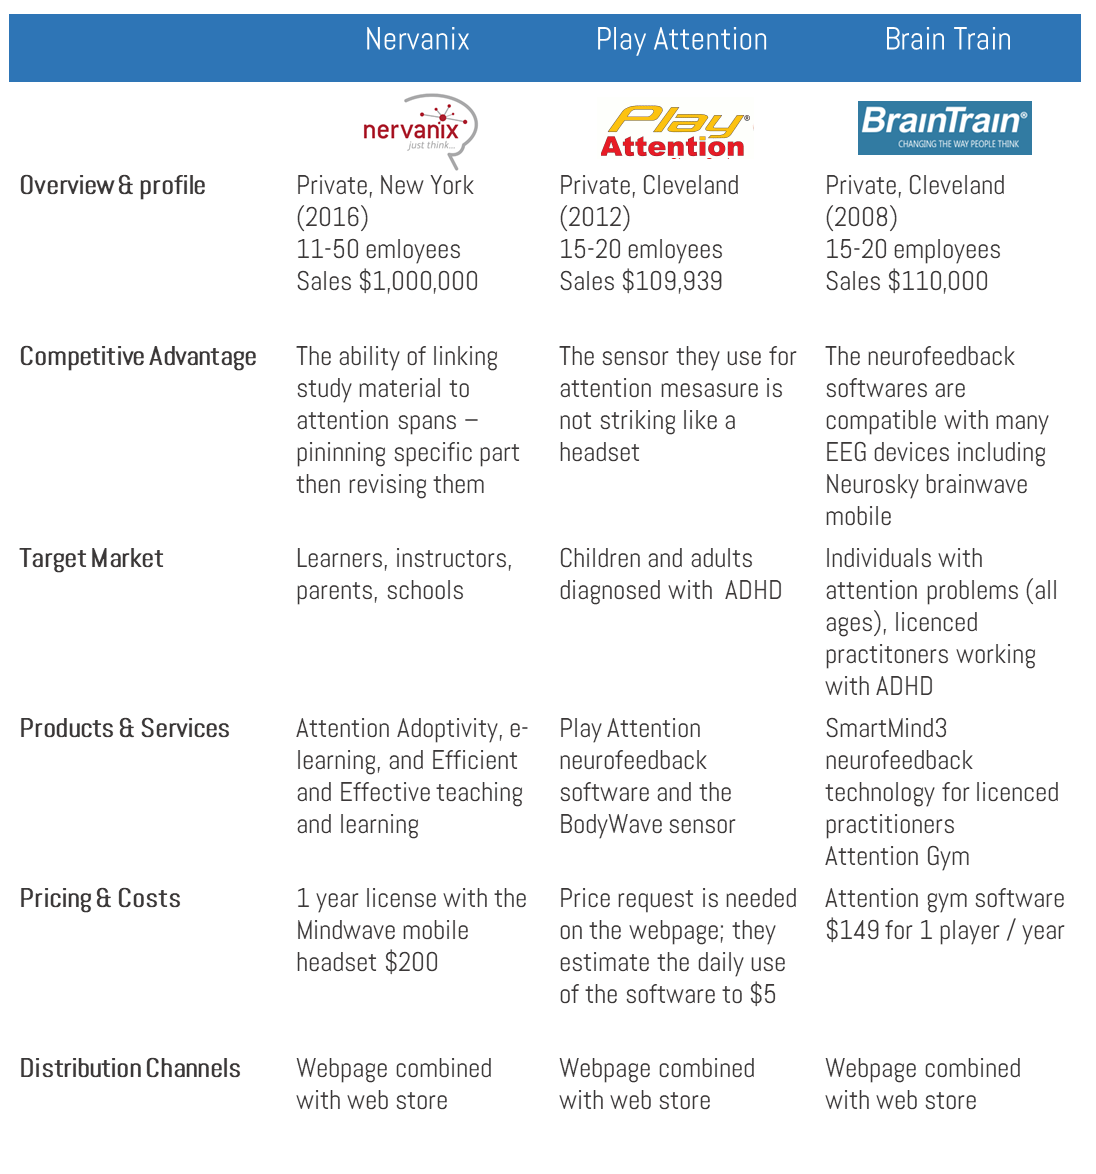 Nervanix Play Attention Brain Train
nervanix
just think...
Play®
Attention
BrainTrain®
CHANGING THE WAY PEOPLE THINK
Overview & profile
Private, New York
(2016)
11-50 emloyees
Sales $1,000,000
Private, Cleveland
(2012)
15-20 emloyees
Sales $109,939
Private, Cleveland
(2008)
15-20 employees
Sales $110,000
Competitive Advantage
The ability of linking
study material to
attention spans –
pininning specific part
then revising them
The sensor they use for
attention mesasure is
not striking like a
headset
The neurofeedback
softwares are
compatible with many
EEG devices including
Neurosky brainwave
mobile
Target Market
Learners, instructors,
parents, schools
Children and adults
diagnosed with  ADHD
Individuals with
attention problems (all
ages), licenced
practitoners working
with ADHD
Products & Services
Attention Adoptivity, e-
learning, and Efficient
and Effective teaching
and learning
Play Attention
neurofeedback
software and the
BodyWave sensor
SmartMind3
neurofeedback
technology for licenced
practitioners
Attention Gym
Pricing & Costs
1 year license with the
Mindwave mobile
headset $200
Price request is needed
on the webpage; they
estimate the daily use
of the software to $5
Attention gym software
$149 for 1 player / year
Distribution Channels
Webpage combined
with web store
Webpage combined
with web store
Webpage combined
with web store